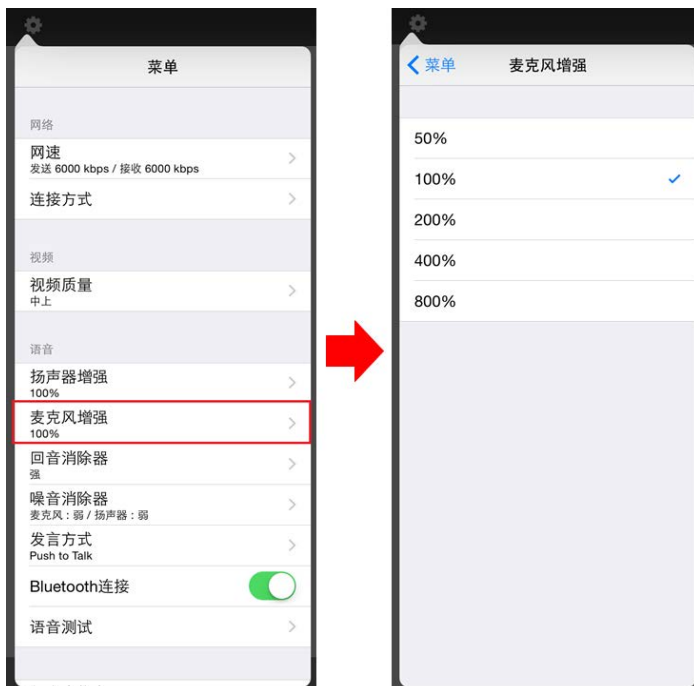 菜单
网络
网速
发送 6000 kbps / 接收 6000 kbps
连接方式
视频
视频质量
中上
语音
扬声器增强
100%
麦克风增强
100%
回音消除器
强
噪音消除器
麦克风：弱 / 扬声器：弱
发言方式
Push to Talk
Bluetooth连接
语音测试
菜单 麦克风增强
50%
100%
200%
400%
800%